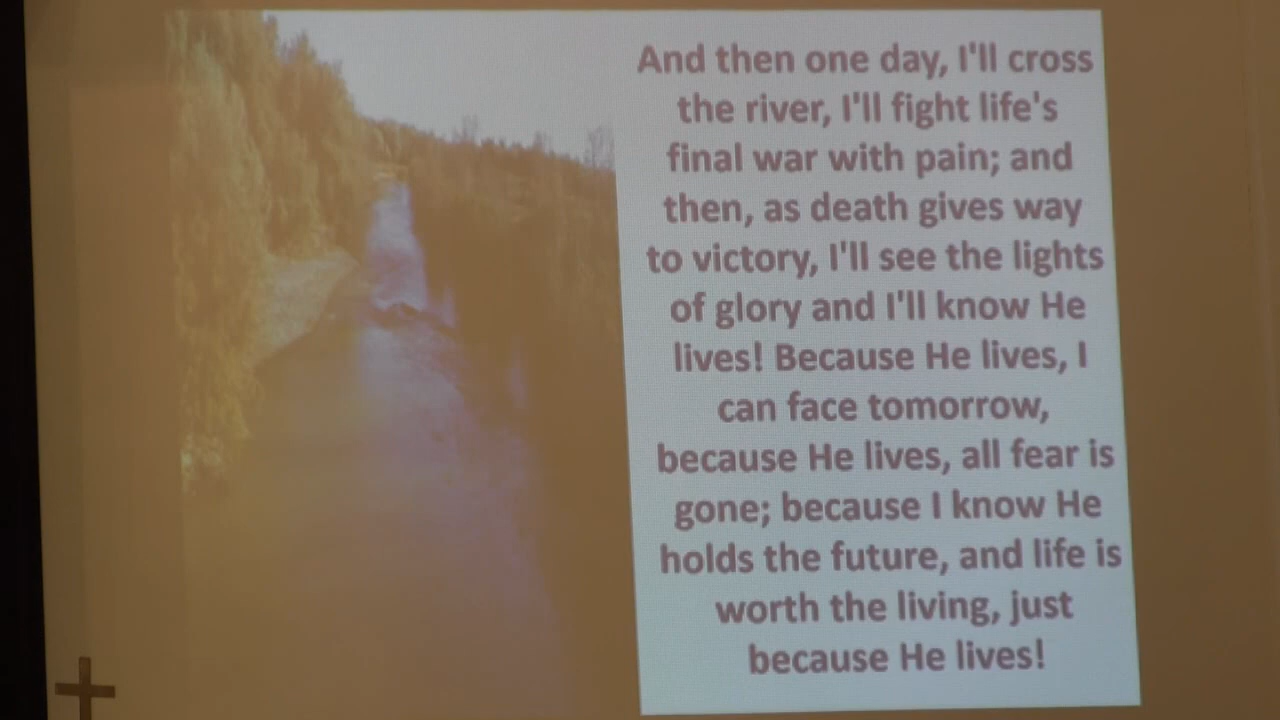 And then one day, I'll cross
the river, I'll fight life's
final war with pain; and
then, as death gives way
to victory, I'll see the lights
of glory and I'll know He
lives! Because He lives, I
can face tomorrow,
because He lives, all fear is
gone; because I know He
holds the future, and life is
worth the living, just
because He lives!